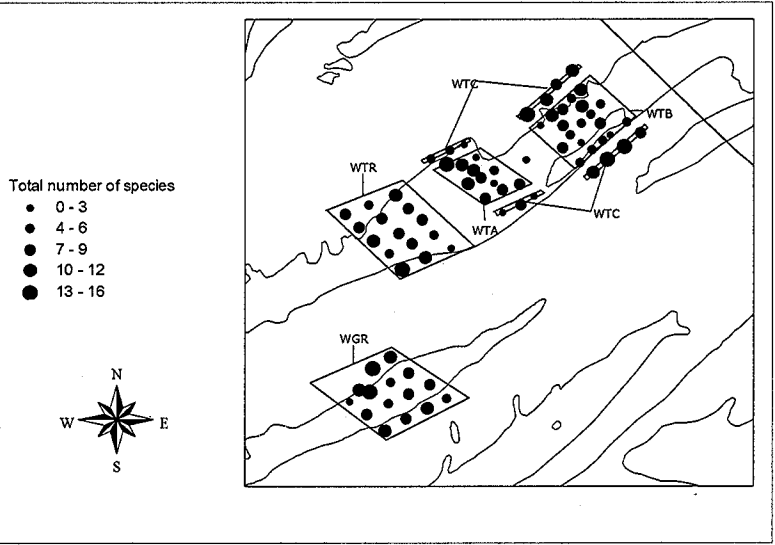 Total number of species
0 - 3
4 - 6
7 - 9
10 - 12
13 - 16
N
W E
S
WTC
WTB
WTR
WTC
WTA
WGR